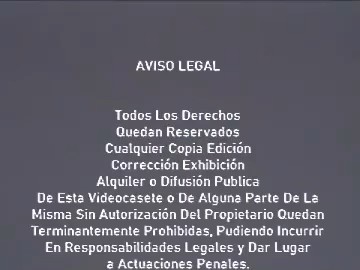 AVISO LEGAL
Todos Los Derechos
Quedan Reservados
Cualquier Copia Edición
Corrección Exhibición
Alquiler o Difusión Publica
De Esta Videocasete o De Alguna Parte De La
Misma Sin Autorización Del Propietario Quedan
Terminantemente Prohibidas, Pudiendo Incurrir
En Responsabilidades Legales y Dar Lugar
a Actuaciones Penales.